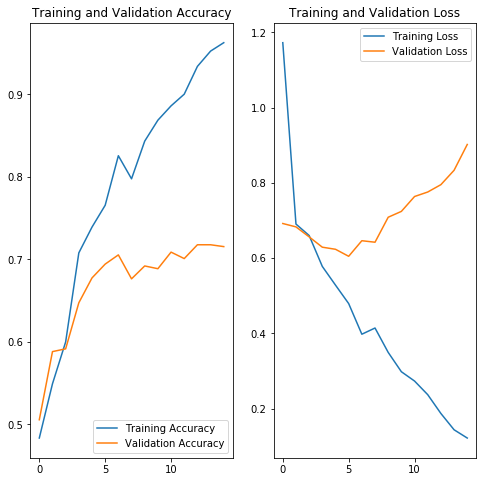 Training and Validation Accuracy
0.9
0.8
0.7
0.6
0.5
0
5
10
Training Accuracy
Validation Accuracy
Training and Validation Loss
1.2
1.0
0.8
0.6
0.4
0.2
0
5
10
Training Loss
Validation Loss